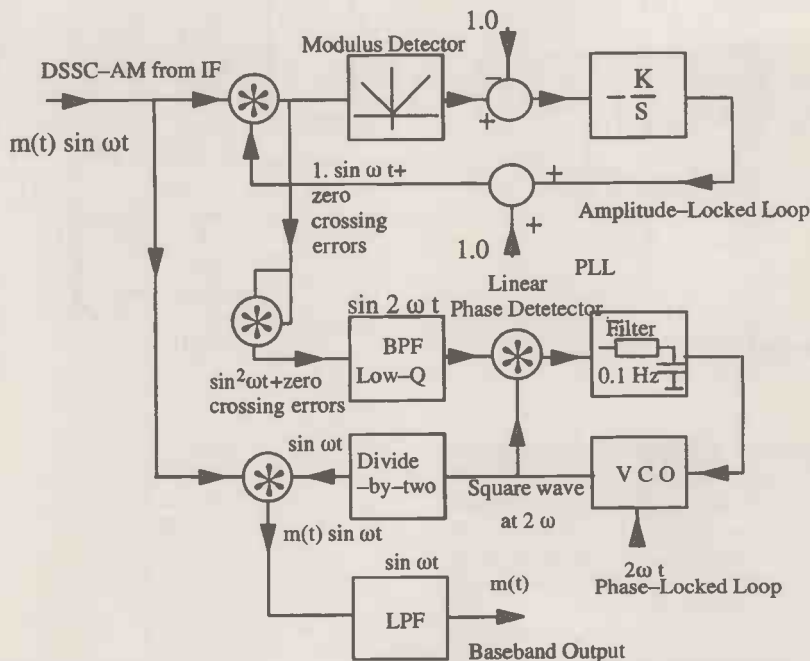 1.0
Modulus Detector
DSSC–AM from IF
–
+
K
–
S
m(t) sin ωt
1. sin ω t+
zero
crossing
errors
+
+
1.0
Amplitude–Locked Loop
Linear
PLL
Phase Detetector
sin 2 ω t
BPF
Low–Q
Filter
0.1 Hz
sin²ωt+zero
crossing errors
sin ωt
Divide
–by–two
Square wave
at 2 ω
V C O
m(t) sin ωt
sin ωt
2ω t
Phase–Locked Loop
m(t)
LPF
Baseband Output